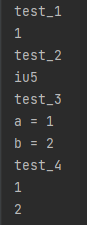 test_1
1
test_2
iu5
test_3
a = 1
b = 2
test_4
1
2